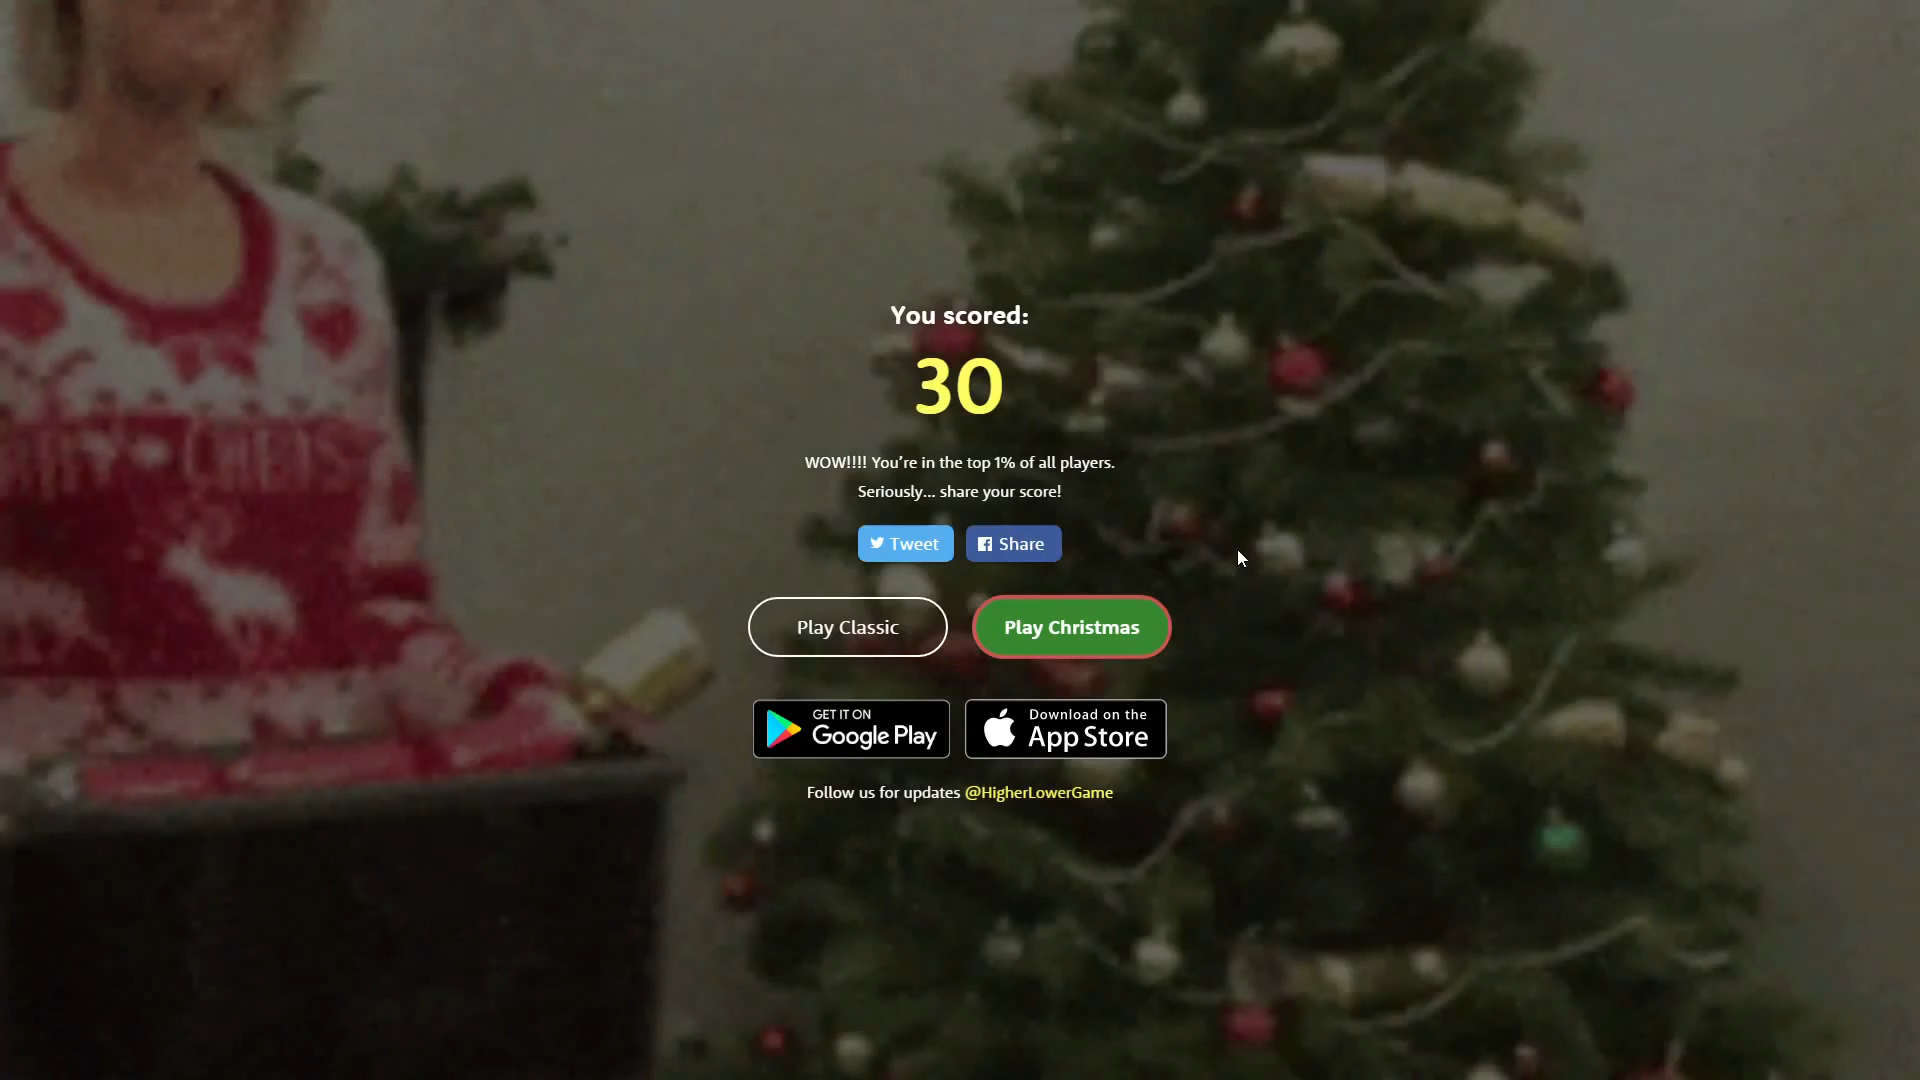 You scored:
30
WOW!!!! You’re in the top 1% of all players.
Seriously... share your score!
Tweet
Share
Play Classic
Play Christmas
GET IT ON
Google Play
Download on the
App Store
Follow us for updates @HigherLowerGame